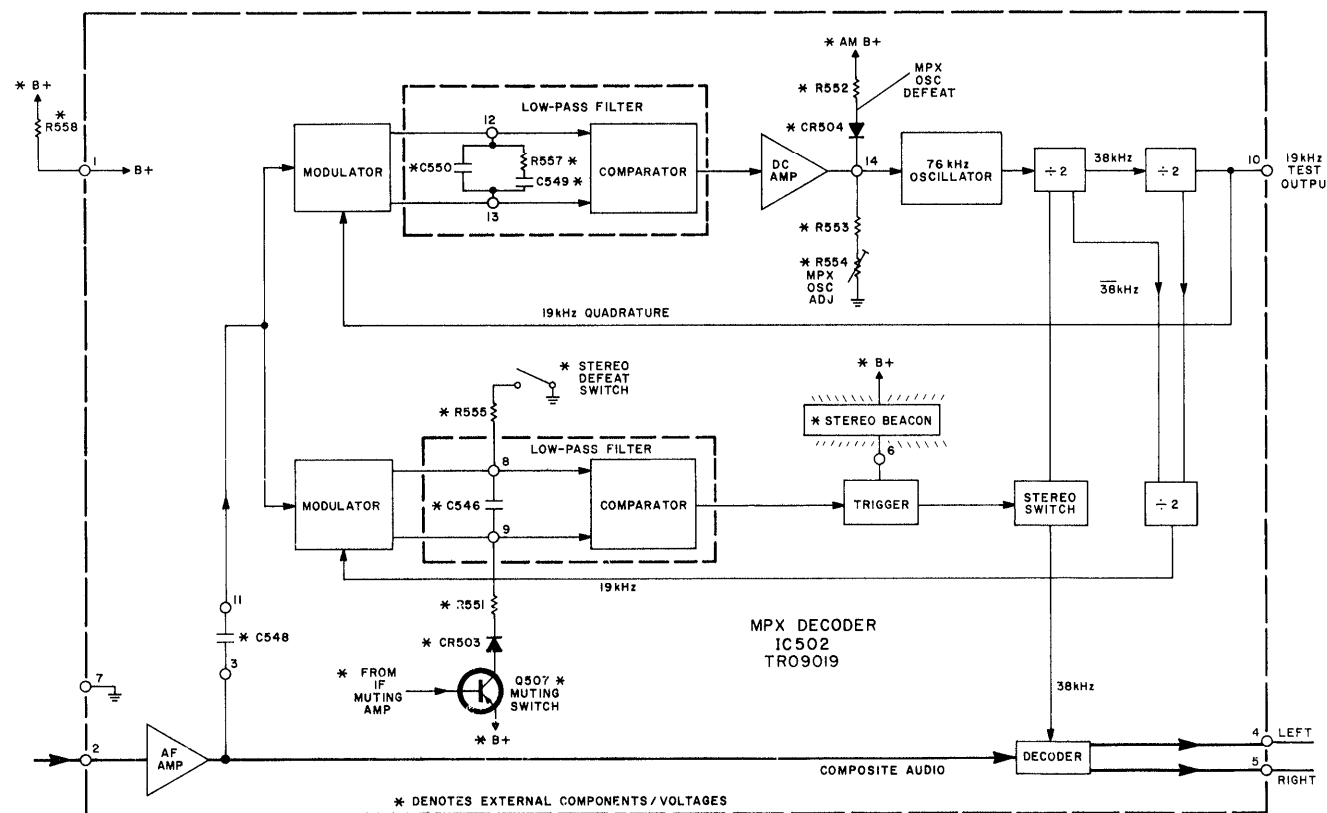 * B+
*
R558
1
B+
MODULATOR
LOW-PASS FILTER
12
* C550
R557 *
C549 *
13
COMPARATOR
DC
AMP
* AM B+
* R552
MPX
OSC
DEFEAT
* CR504
14
* R553
* R554
MPX
OSC
ADJ
76 kHz
OSCILLATOR
÷ 2
38kHz
÷ 2
10
19kHz
TEST
OUTPU
38kHz
19kHz QUADRATURE
* STEREO
DEFEAT
SWITCH
* R555
LOW-PASS FILTER
MODULATOR
8
* C546
9
COMPARATOR
* B+
* STEREO BEACON
6
TRIGGER
STEREO
SWITCH
÷ 2
19kHz
11
* C548
3
* R551
* CR503
* FROM
IF
MUTING
AMP
Q507 *
MUTING
SWITCH
* B+
MPX DECODER
IC502
TR09019
7
38kHz
2
AF
AMP
COMPOSITE AUDIO
DECODER
4
LEFT
5
RIGHT
* DENOTES EXTERNAL COMPONENTS/VOLTAGES